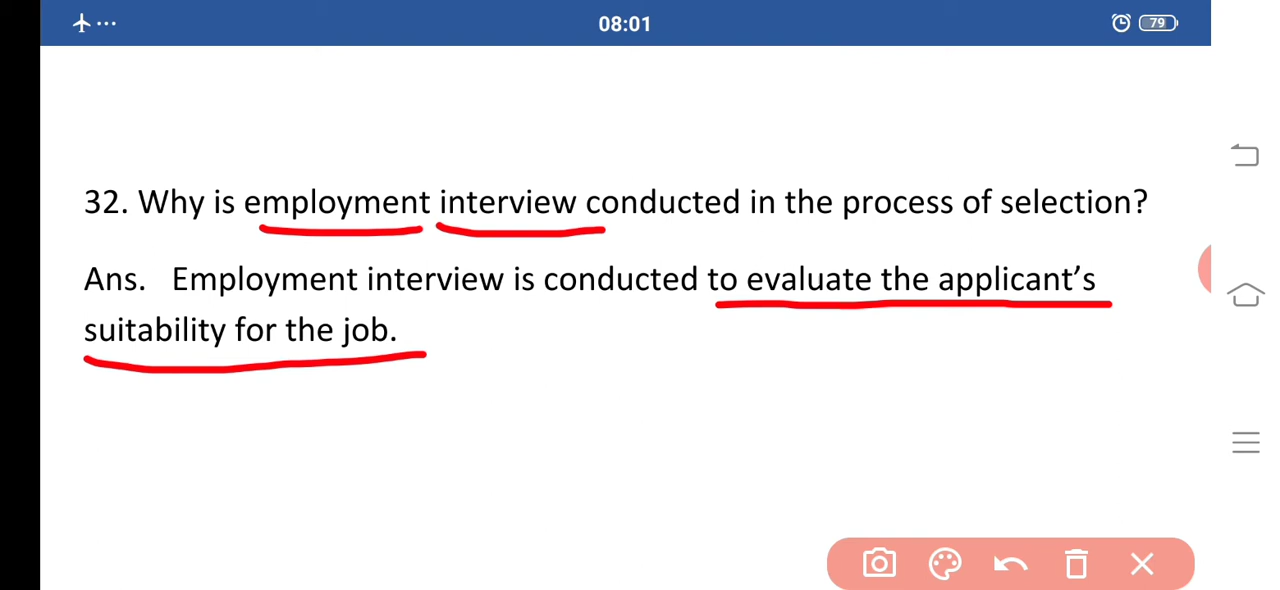 08:01
79
32. Why is employment interview conducted in the process of selection?
Ans. Employment interview is conducted to evaluate the applicant’s
suitability for the job.